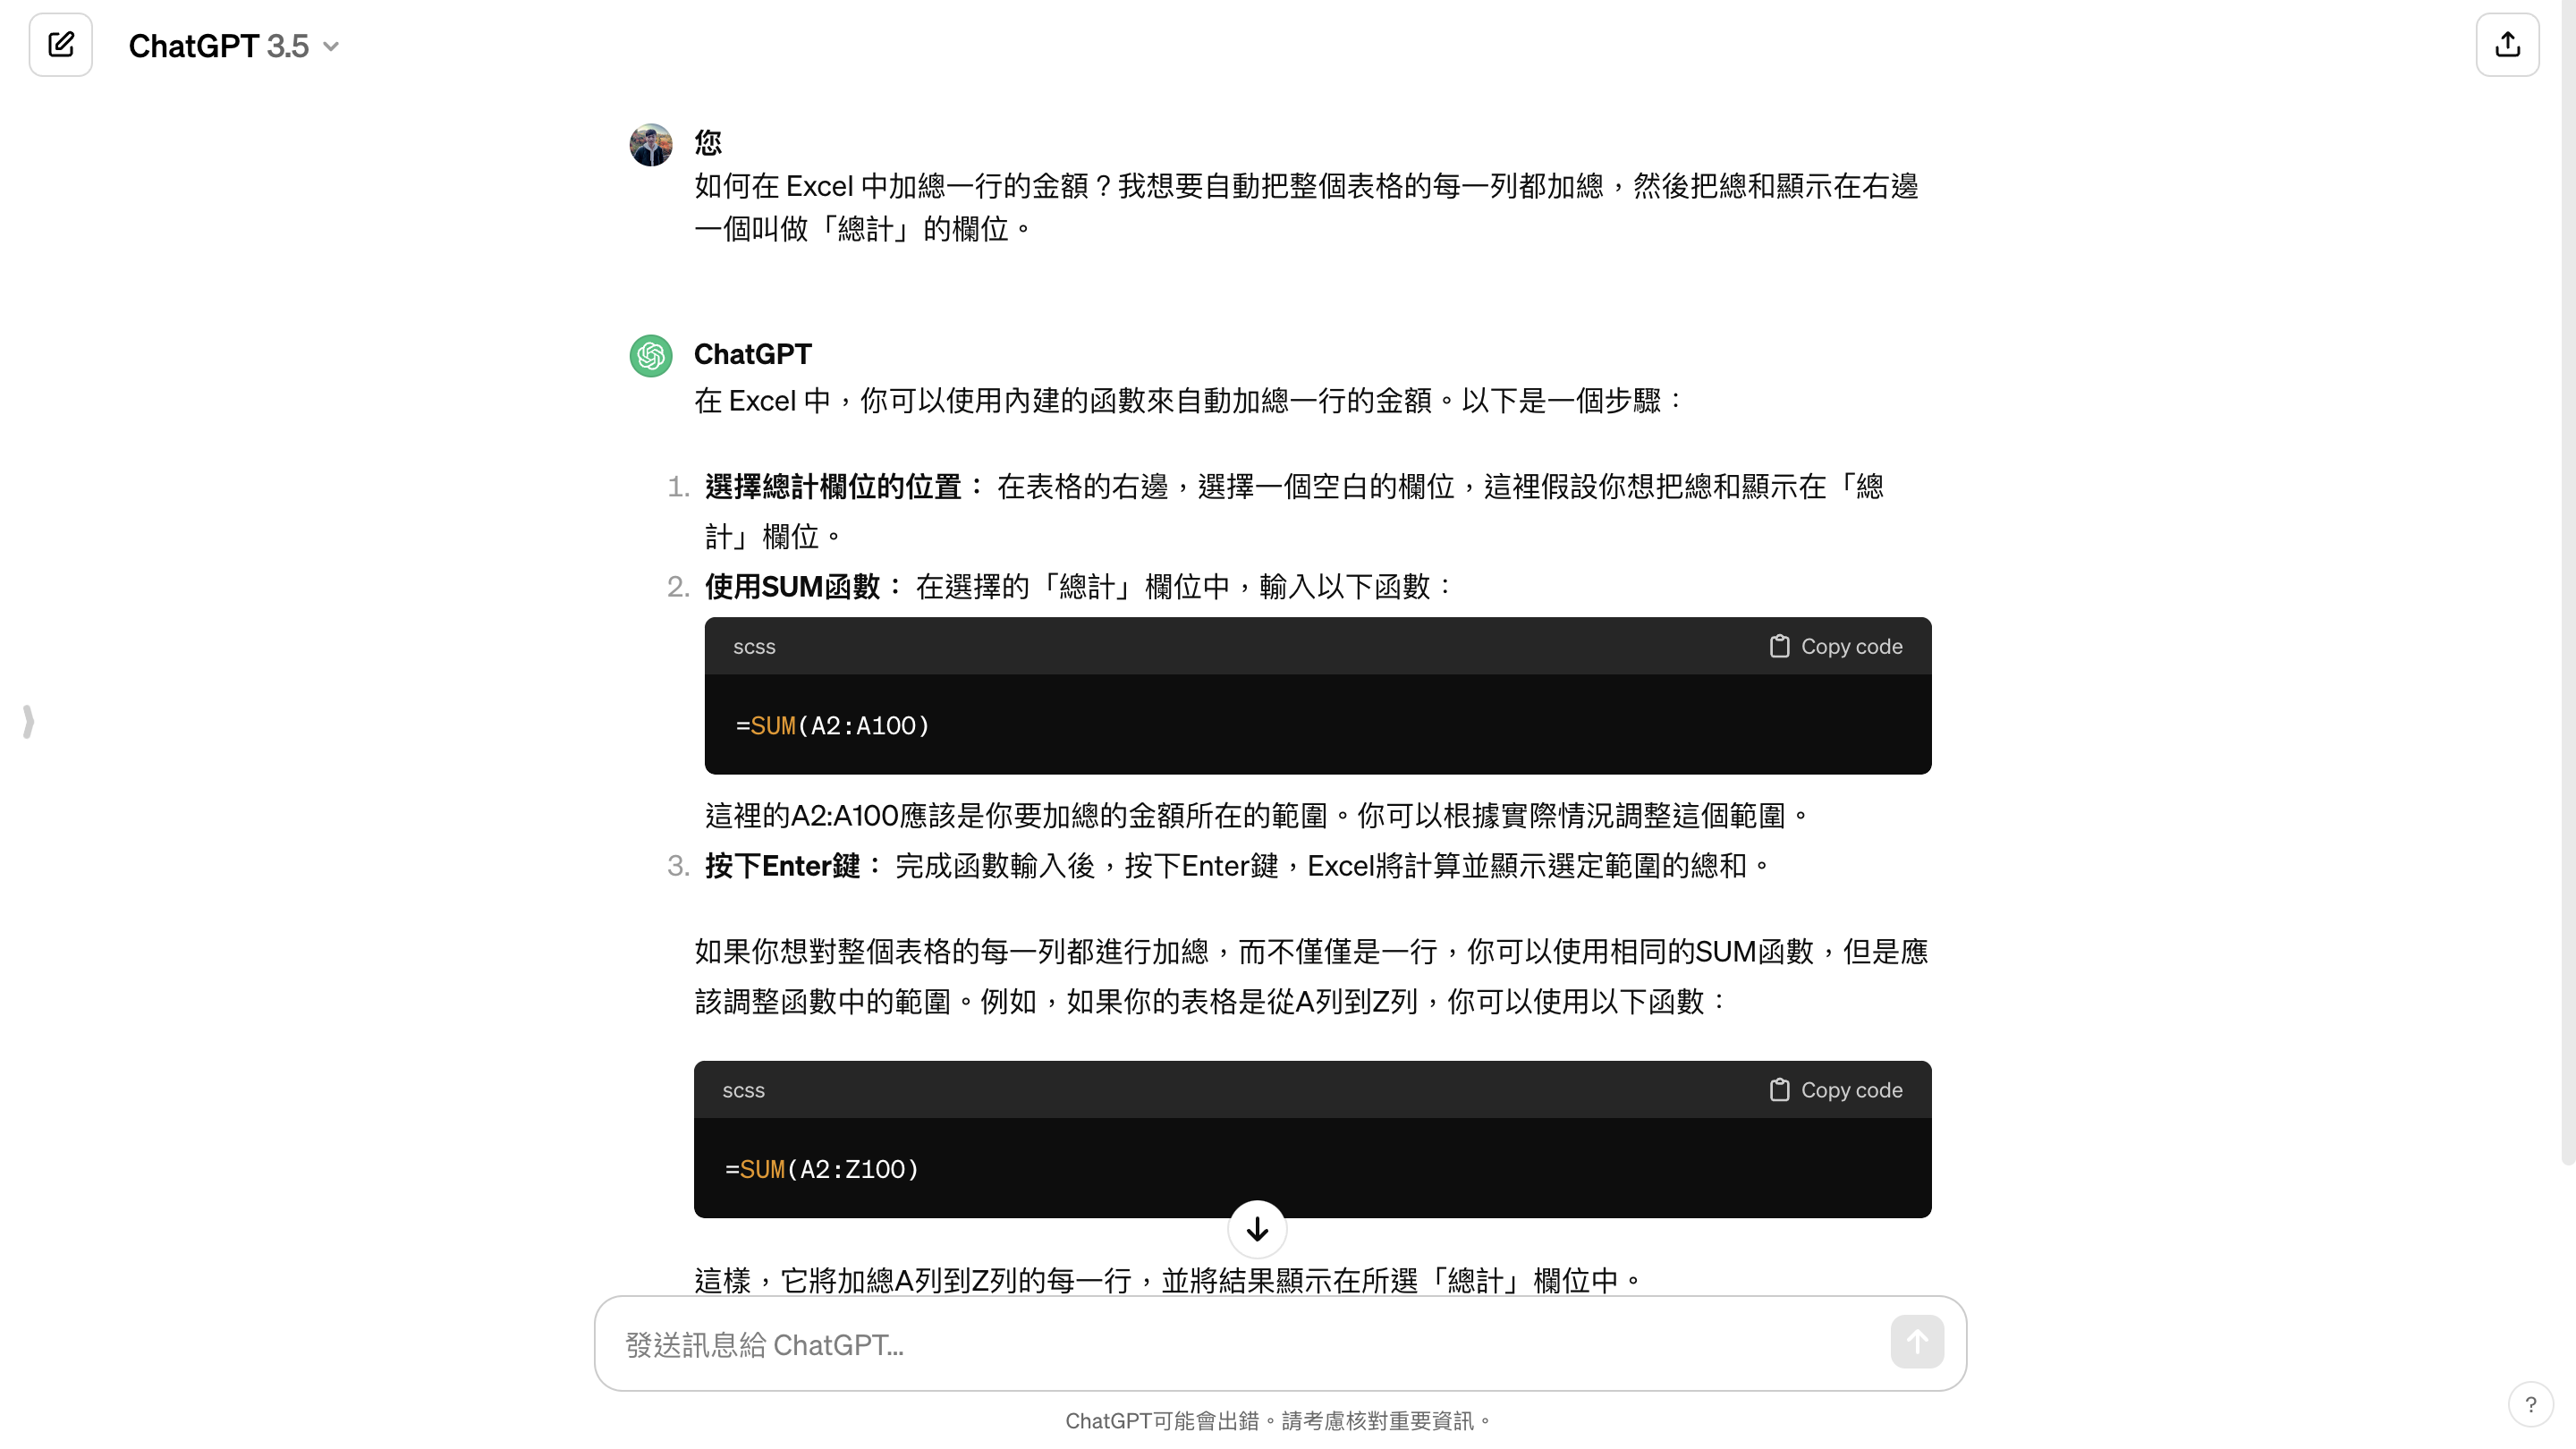 ChatGPT 3.5
您
如何在 Excel 中加總一行的金額？我想要自動把整個表格的每一列都加總，然後把總和顯示在右邊
一個叫做「總計」的欄位。
ChatGPT
在 Excel 中，你可以使用內建的函數來自動加總一行的金額。以下是一個步驟：
1. 選擇總計欄位的位置： 在表格的右邊，選擇一個空白的欄位，這裡假設你想把總和顯示在「總
計」欄位。
2. 使用SUM函數： 在選擇的「總計」欄位中，輸入以下函數：
scss Copy code
=SUM(A2:A100)
這裡的A2:A100應該是你要加總的金額所在的範圍。你可以根據實際情況調整這個範圍。
3. 按下Enter鍵： 完成函數輸入後，按下Enter鍵，Excel將計算並顯示選定範圍的總和。
如果你想對整個表格的每一列都進行加總，而不僅僅是一行，你可以使用相同的SUM函數，但是應
該調整函數中的範圍。例如，如果你的表格是從A列到Z列，你可以使用以下函數：
scss Copy code
=SUM(A2:Z100)
這樣，它將加總A列到Z列的每一行，並將結果顯示在所選「總計」欄位中。
發送訊息給 ChatGPT...
ChatGPT可能會出錯。請考慮核對重要資訊。
?